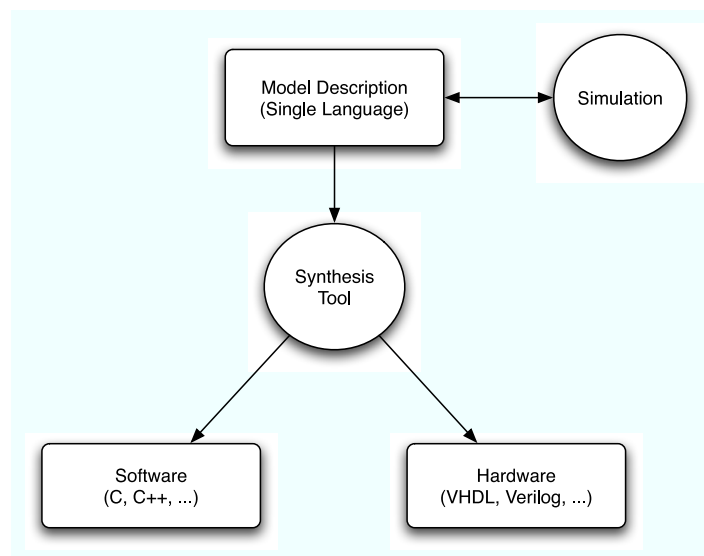 Model Description
(Single Language)
Simulation
Synthesis
Tool
Software
(C, C++, ...)
Hardware
(VHDL, Verilog, ...)